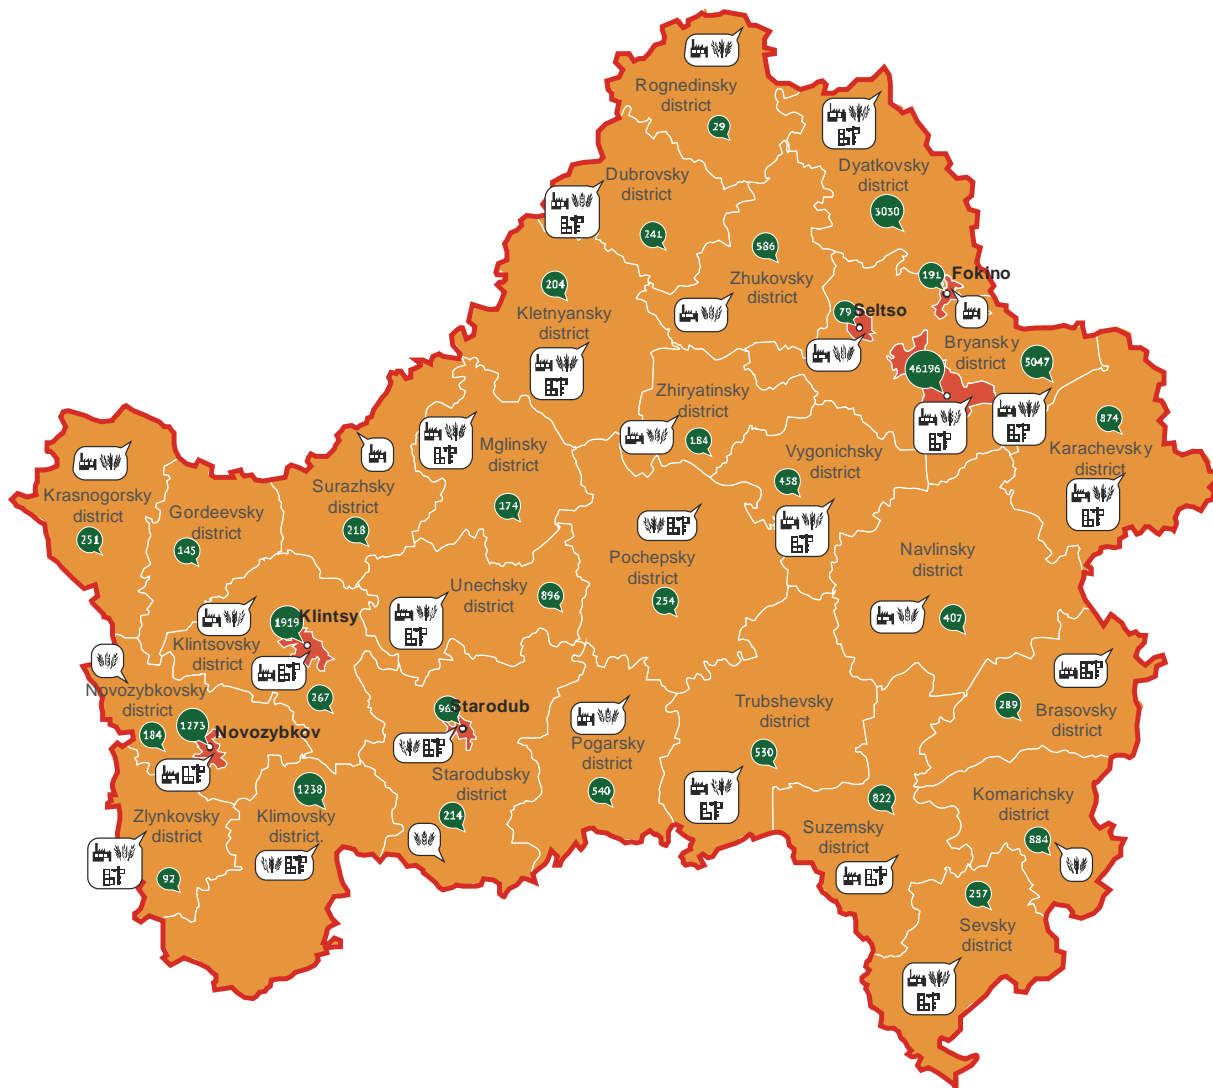 Rognedinsky
district
29
Dyatkovsky
district
3030
Dubrovsky
district
241
586
Zhukovsky
district
191
Fokino
204
Kletnyansky
district
79
Seltso
Bryansky
district
46196
5047
Zhiryatinsky
district
184
874
Karachevsky
district
Mglinsky
district
174
Vygonichsky
district
458
Krasnogorsky
district
251
Gordeevsky
district
145
Surazhsky
district
218
Pochepsky
district
254
Navlinsky
district
407
Unechsky
district
896
1919
Klintsy
Klintsovsky
district
267
Novozybkovsky
district
184
1273
Novozybkov
Starodub
Starodubsky
district
214
Pogarsky
district
540
Trubshevsky
district
530
289
Brasovsky
district
1238
Klimovsky
district.
Zlynkovsky
district
92
822
Suzemsky
district
Komarichsky
district
884
257
Sevsky
district